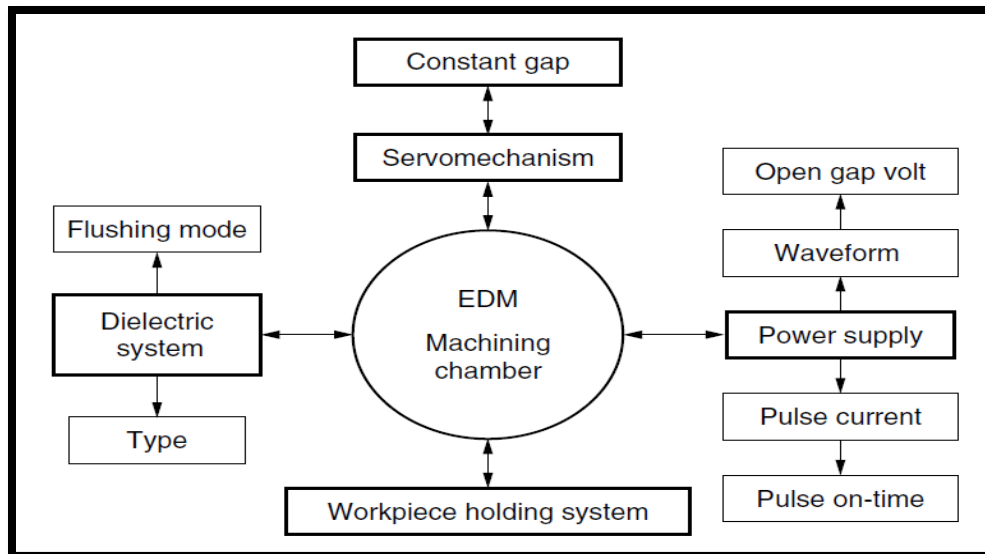 Constant gap
Servomechanism
Open gap volt
Flushing mode
Waveform
EDM
Machining
chamber
Dielectric
system
Power supply
Type
Pulse current
Workpiece holding system
Pulse on-time